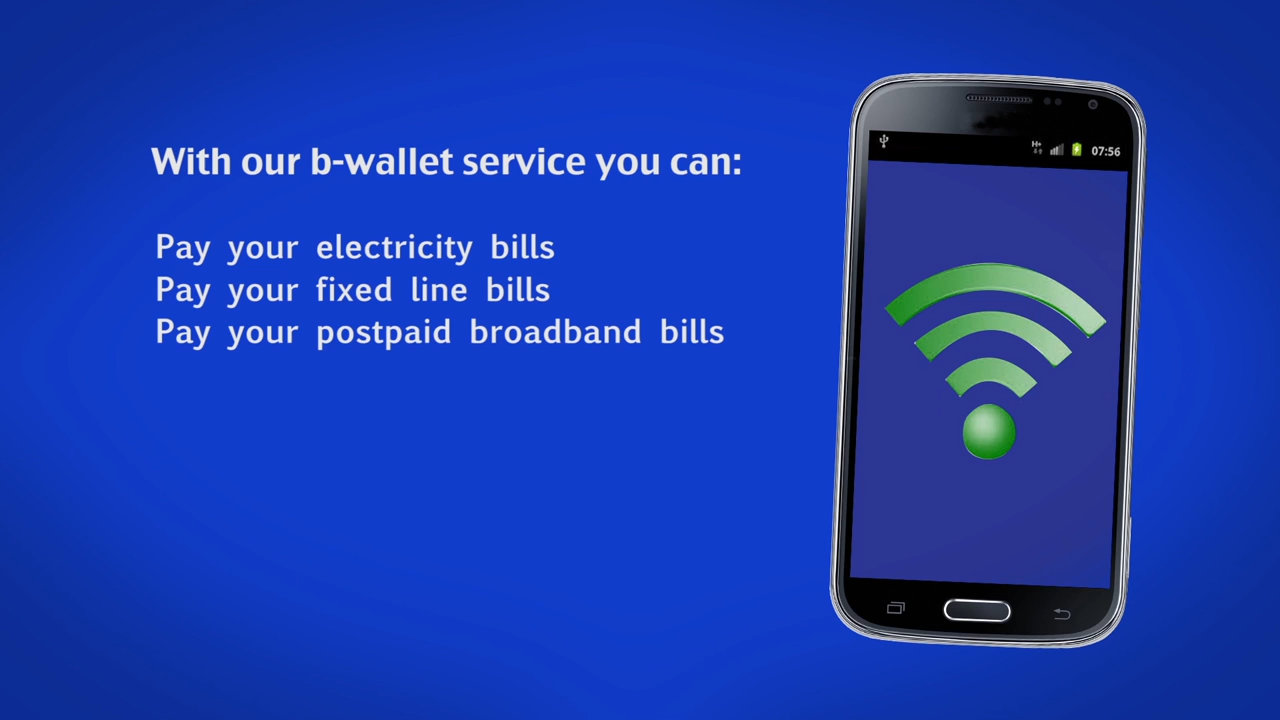 With our b-wallet service you can:
Pay your electricity bills
Pay your fixed line bills
Pay your postpaid broadband bills
H+
07:56